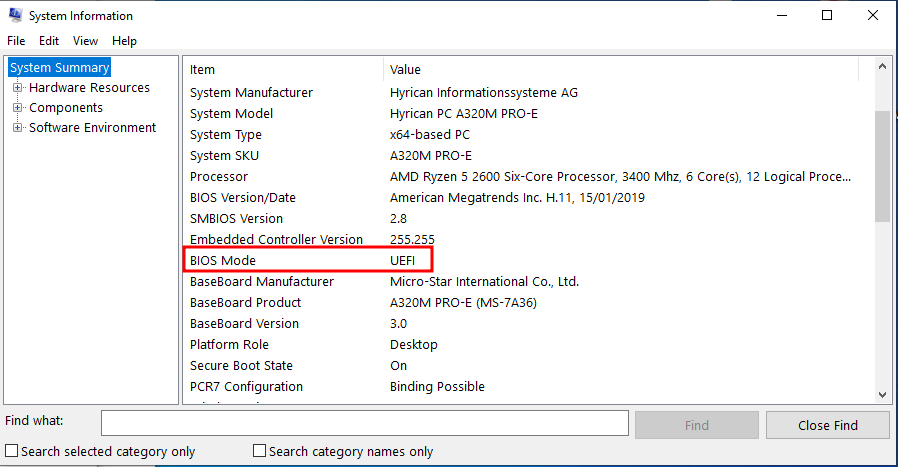 System Information
File Edit View Help
System Summary
Hardware Resources
Components
Software Environment
Item Value
System Manufacturer Hyrican Informationssysteme AG
System Model Hyrican PC A320M PRO-E
System Type x64-based PC
System SKU A320M PRO-E
Processor AMD Ryzen 5 2600 Six-Core Processor, 3400 Mhz, 6 Core(s), 12 Logical Proce...
BIOS Version/Date American Megatrends Inc. H.11, 15/01/2019
SMBIOS Version 2.8
Embedded Controller Version 255.255
BIOS Mode UEFI
BaseBoard Manufacturer Micro-Star International Co., Ltd.
BaseBoard Product A320M PRO-E (MS-7A36)
BaseBoard Version 3.0
Platform Role Desktop
Secure Boot State On
PCR7 Configuration Binding Possible
Find what: Find Close Find
Search selected category only Search category names only